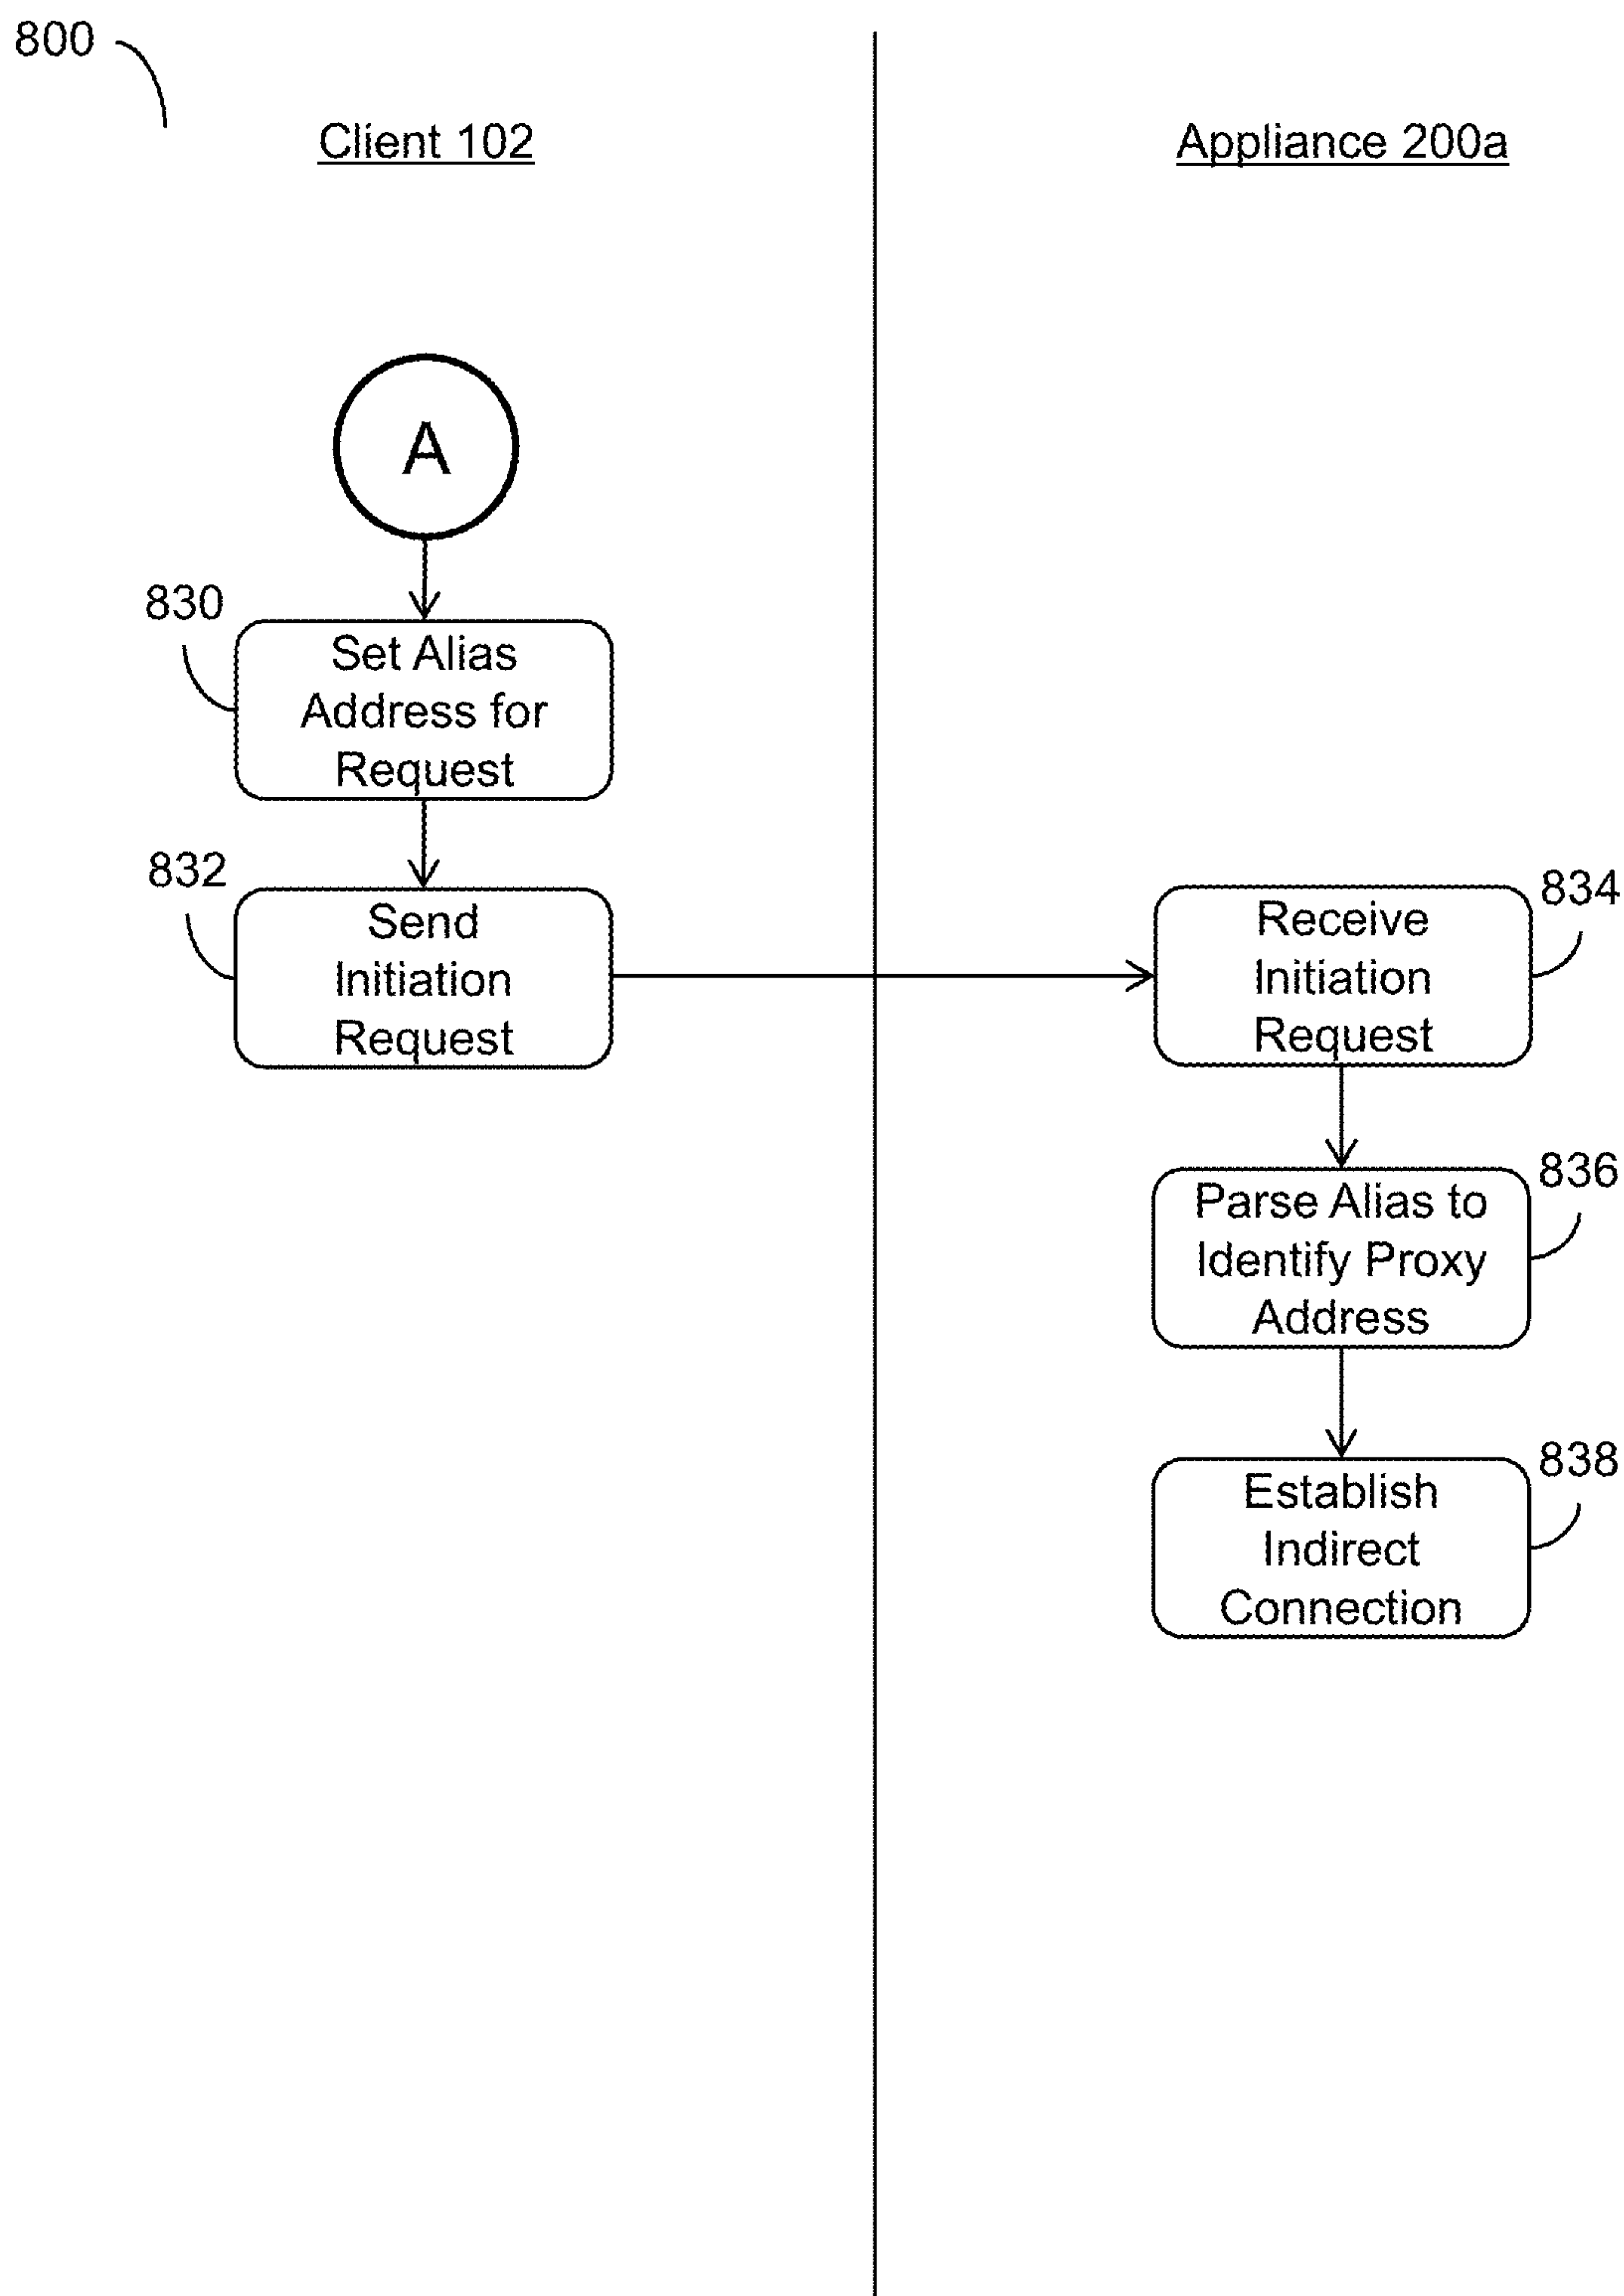 800
Client 102
Appliance 200a
A
830
Set Alias
Address for
Request
832
Send
Initiation
Request
834
Receive
Initiation
Request
836
Parse Alias to
Identify Proxy
Address
838
Establish
Indirect
Connection